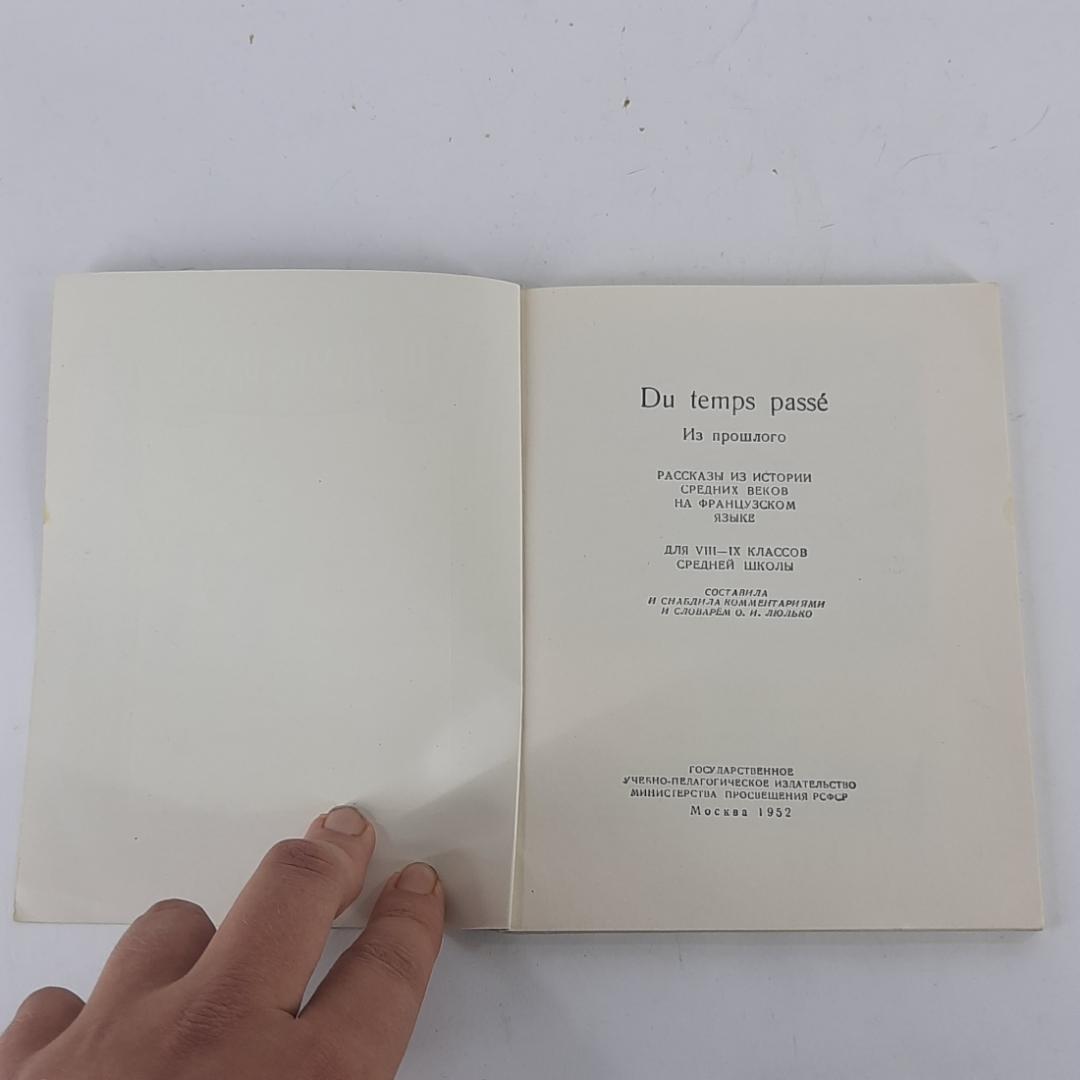 Du temps passé
Из прошлого
РАССКАЗЫ ИЗ ИСТОРИИ
СРЕДНИХ ВЕКОВ
НА ФРАНЦУЗСКОМ
ЯЗЫКЕ
ДЛЯ VIII—IX КЛАССОВ
СРЕДНЕЙ ШКОЛЫ
СОСТАВИЛА
И СНАБДИЛА КОММЕНТАРИЯМИ
И СЛОВАРЁМ О. И. ЛЮЛЬКО
ГОСУДАРСТВЕННОЕ
УЧЕБНО-ПЕДАГОГИЧЕСКОЕ ИЗДАТЕЛЬСТВО
МИНИСТЕРСТВА ПРОСВЕЩЕНИЯ РСФСР
Москва 1952